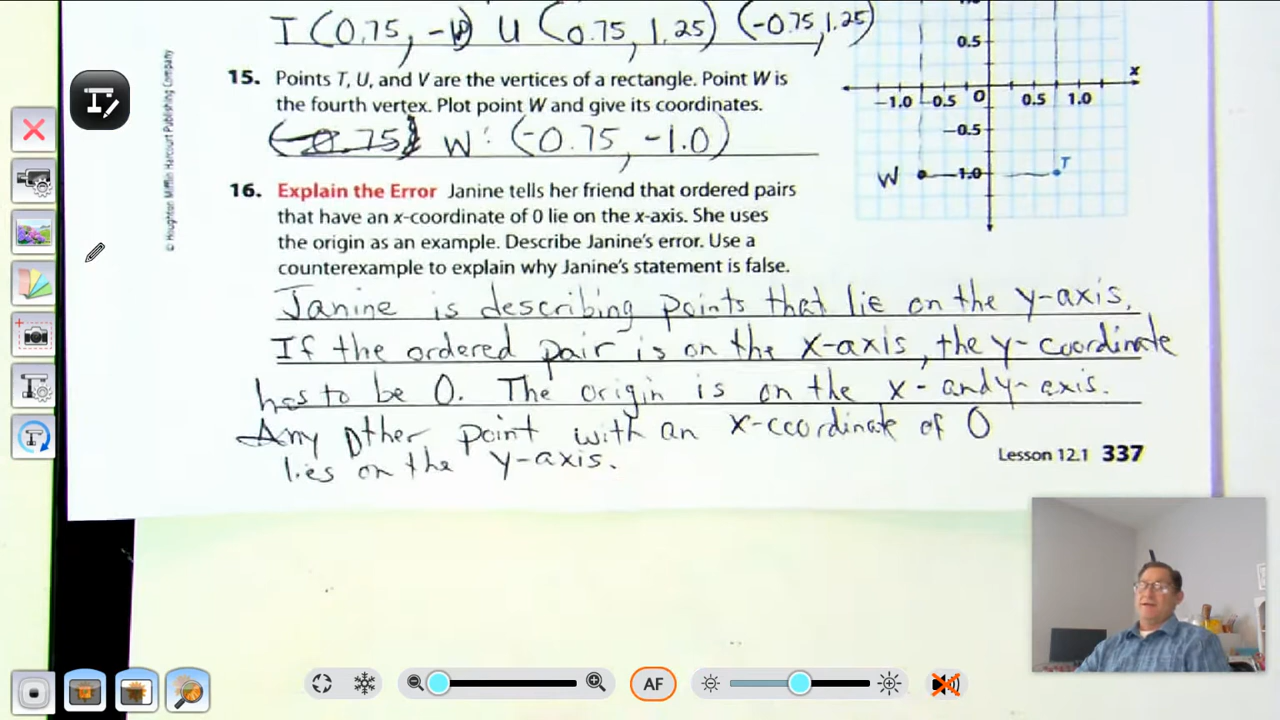 T (0.75, -1.0) U (0.75, 1.25) (-0.75, 1.25)
15. Points T, U, and V are the vertices of a rectangle. Point W is
the fourth vertex. Plot point W and give its coordinates.
(-0.75, W: (-0.75, -1.0)
16. Explain the Error Janine tells her friend that ordered pairs
that have an x-coordinate of 0 lie on the x-axis. She uses
the origin as an example. Describe Janine's error. Use a
counterexample to explain why Janine's statement is false.
Janine is describing points that lie on the y-axis.
If the ordered pair is on the x-axis, the y-coordinate
has to be 0. The origin is on the x- and y-axis.
Any other point with an x-coordinate of 0
lies on the y-axis.
Lesson 12.1 337
© Houghton Mifflin Harcourt Publishing Company
0.5
x
-1.0 -0.5 O 0.5 1.0
-0.5
W -1.0 T
AF